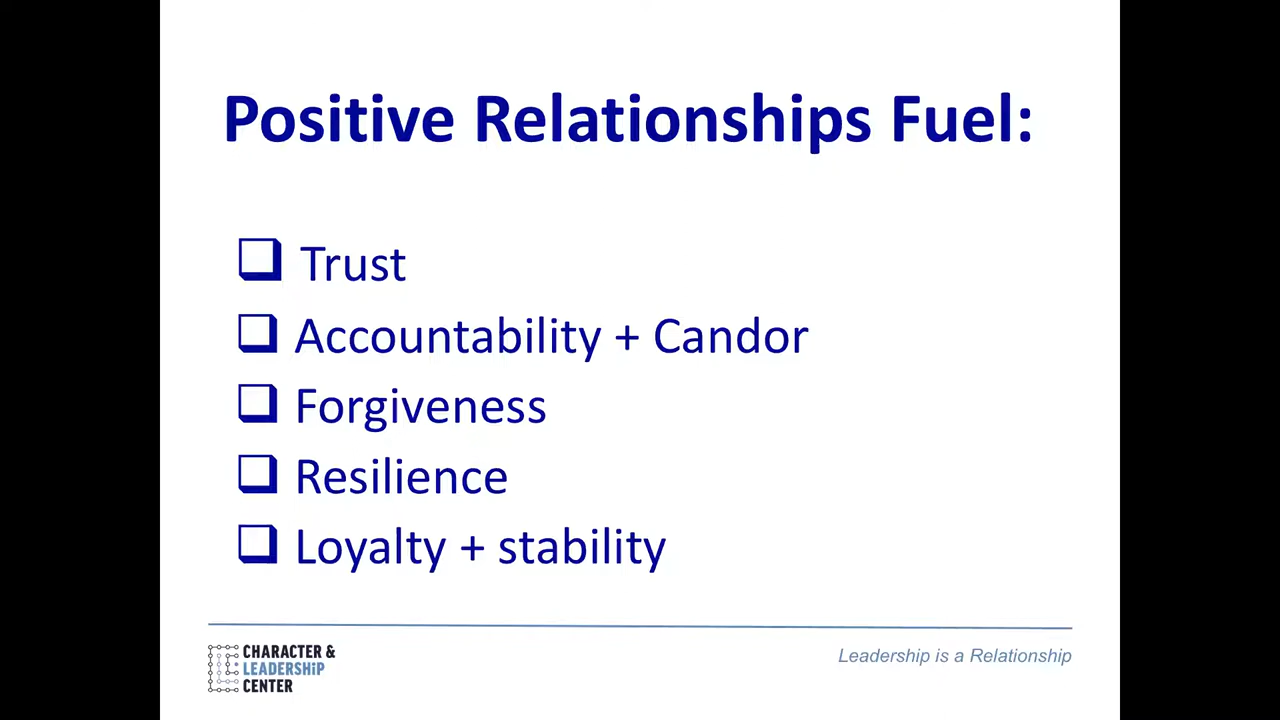 Positive Relationships Fuel:
Trust
Accountability + Candor
Forgiveness
Resilience
Loyalty + stability
CHARACTER &
LEADERSHiP
CENTER
Leadership is a Relationship